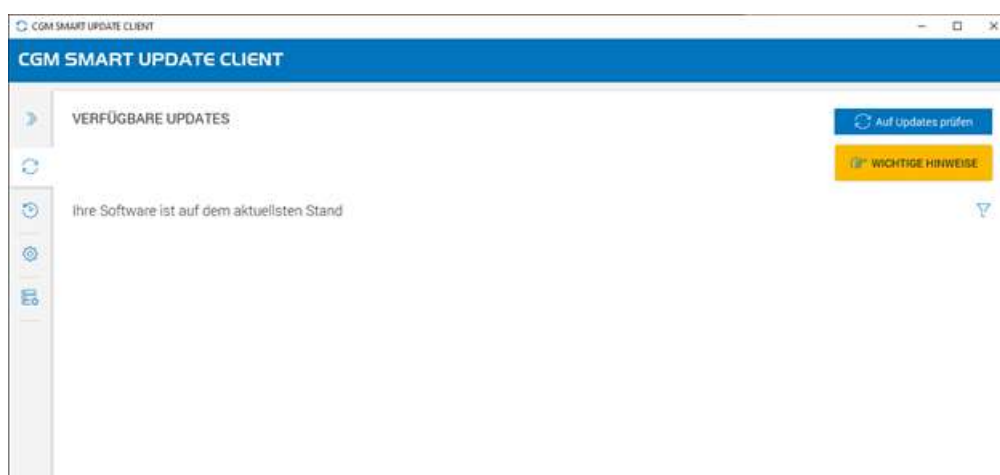 CGM SMART UPDATE CLIENT
CGM SMART UPDATE CLIENT
VERFÜGBARE UPDATES
Auf Updates prüfen
WICHTIGE HINWEISE
Ihre Software ist auf dem aktuellsten Stand